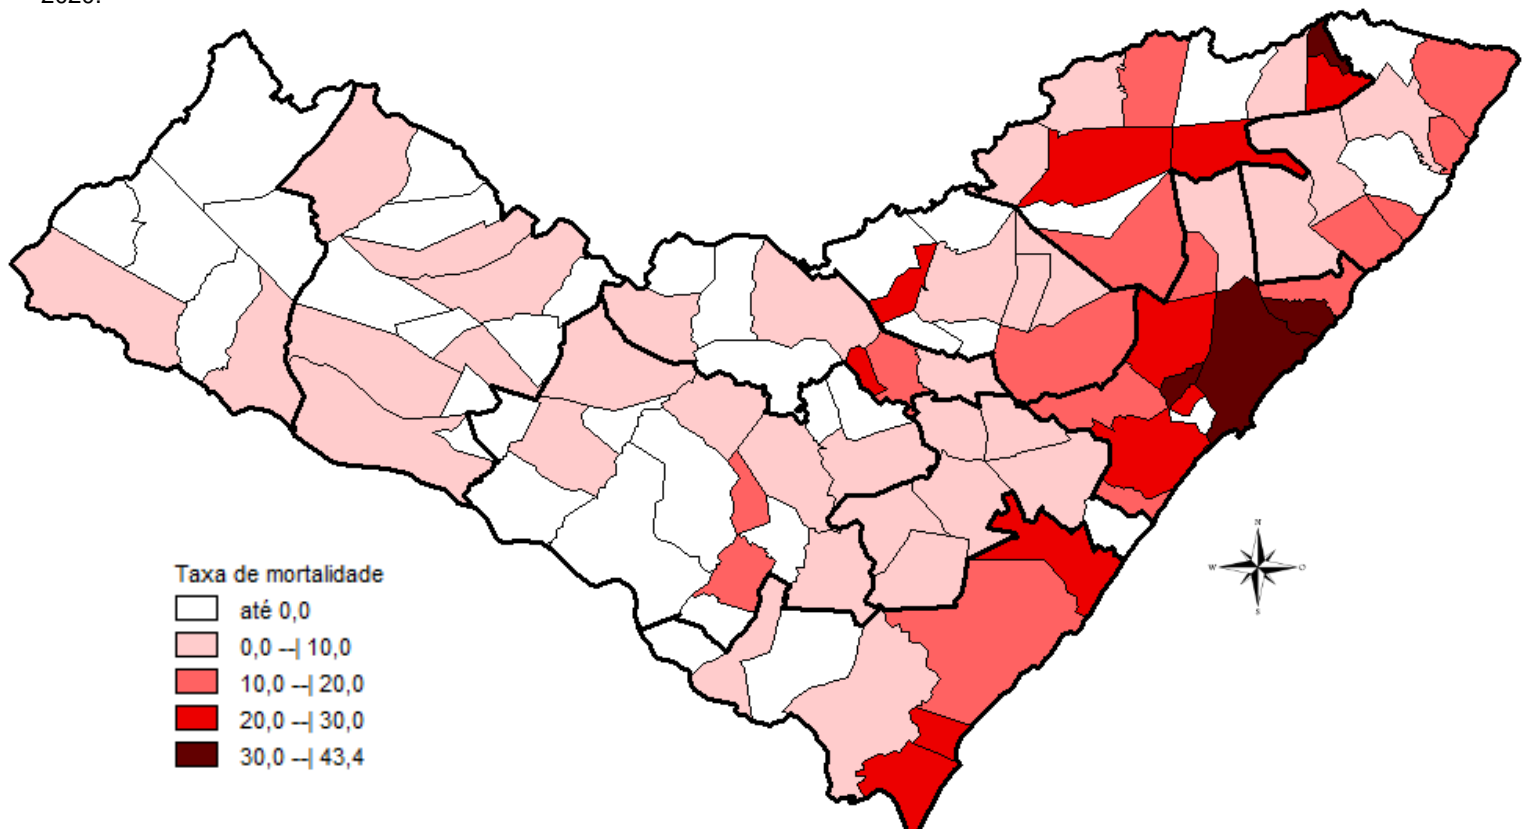 2020.
Taxa de mortalidade
até 0,0
0,0 --| 10,0
10,0 --| 20,0
20,0 --| 30,0
30,0 --| 43,4
N
W
O
S